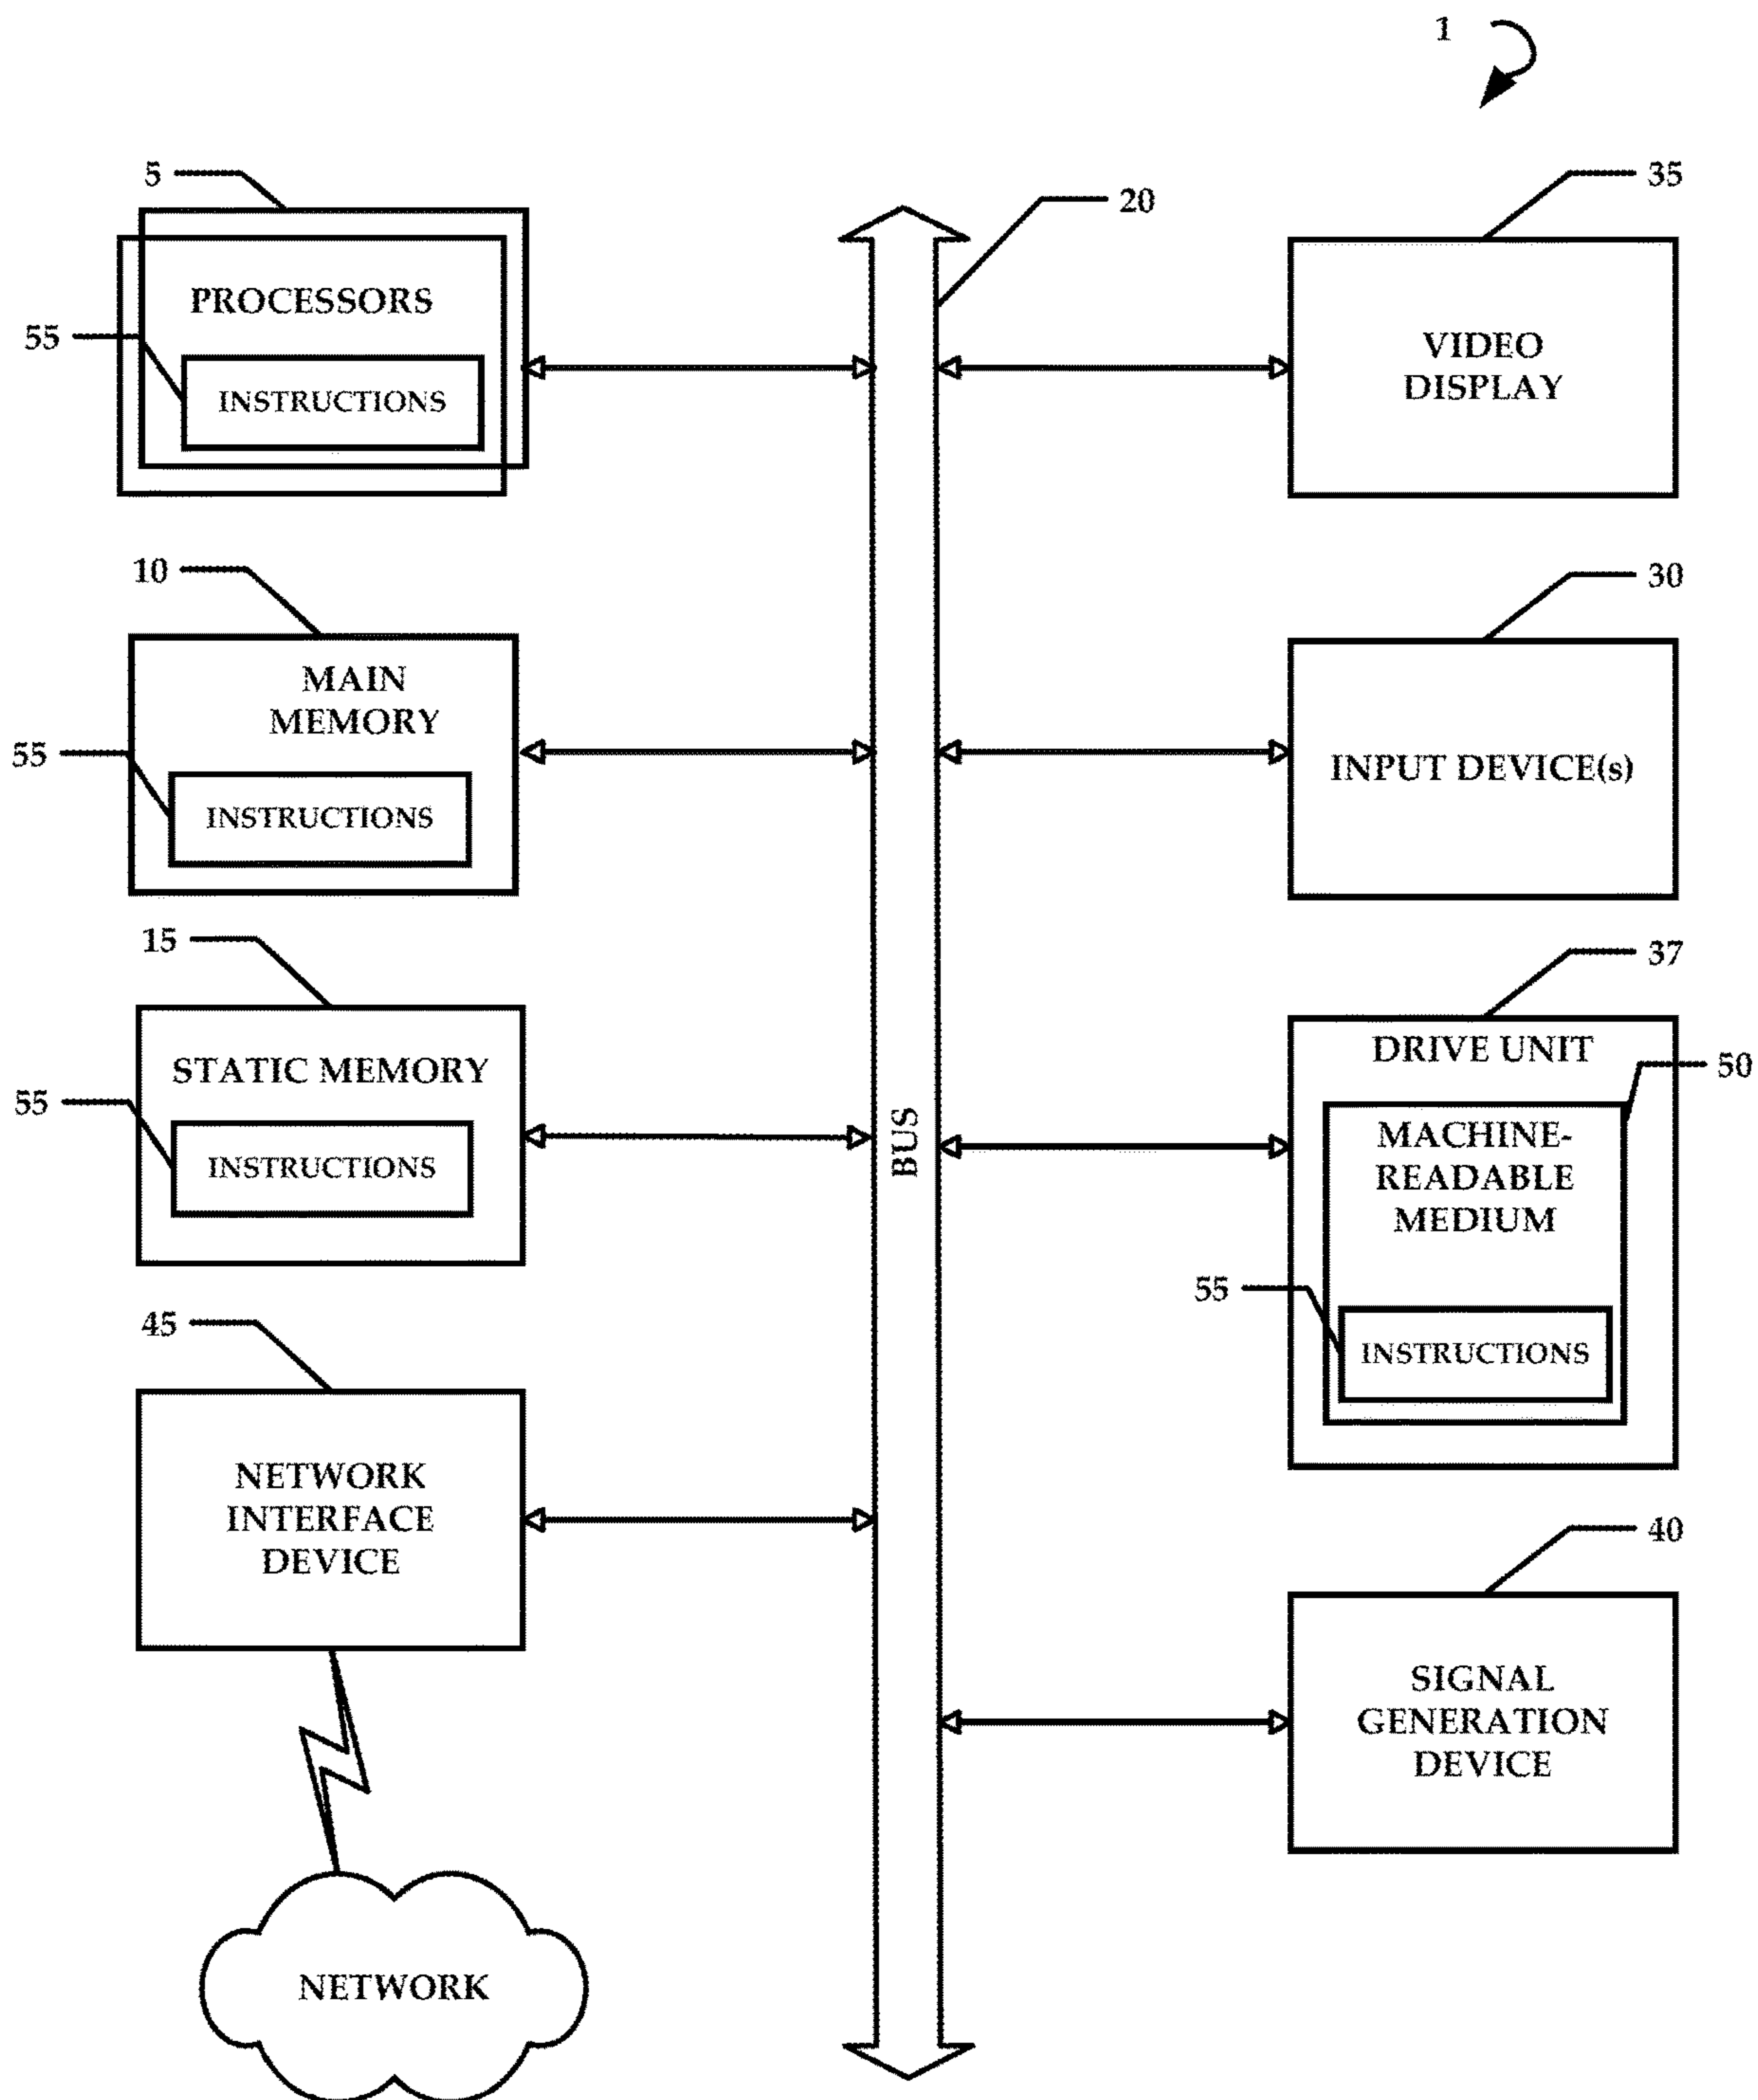 1
5
PROCESSORS
55
INSTRUCTIONS
10
MAIN
MEMORY
55
INSTRUCTIONS
15
STATIC MEMORY
55
INSTRUCTIONS
45
NETWORK
INTERFACE
DEVICE
NETWORK
20
BUS
35
VIDEO
DISPLAY
30
INPUT DEVICE(s)
37
DRIVE UNIT
50
MACHINE-
READABLE
MEDIUM
55
INSTRUCTIONS
40
SIGNAL
GENERATION
DEVICE